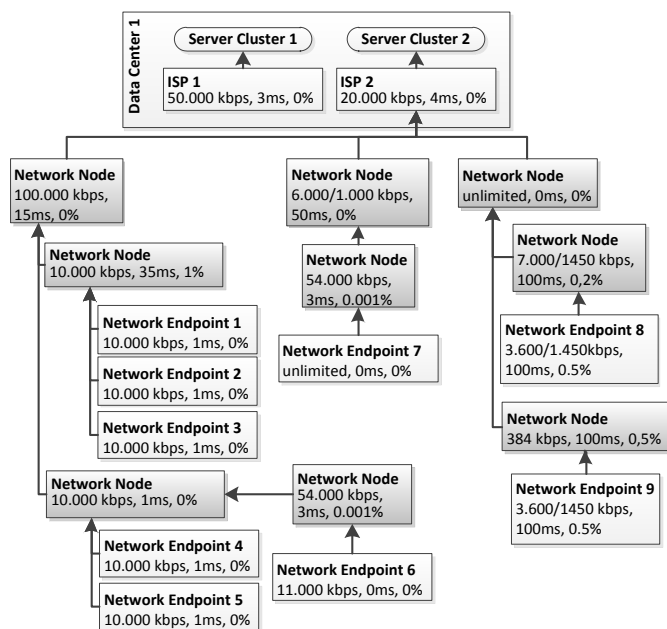 Data Center 1
Server Cluster 1
Server Cluster 2
ISP 1
50.000 kbps, 3ms, 0%
ISP 2
20.000 kbps, 4ms, 0%
Network Node
100.000 kbps,
15ms, 0%
Network Node
6.000/1.000 kbps,
50ms, 0%
Network Node
unlimited, 0ms, 0%
Network Node
10.000 kbps, 35ms, 1%
Network Endpoint 1
10.000 kbps, 1ms, 0%
Network Endpoint 2
10.000 kbps, 1ms, 0%
Network Endpoint 3
10.000 kbps, 1ms, 0%
Network Node
54.000 kbps,
3ms, 0.001%
Network Endpoint 7
unlimited, 0ms, 0%
Network Node
7.000/1450 kbps,
100ms, 0,2%
Network Endpoint 8
3.600/1.450kbps,
100ms, 0.5%
Network Node
384 kbps, 100ms, 0,5%
Network Endpoint 9
3.600/1450 kbps,
100ms, 0.5%
Network Node
10.000 kbps, 1ms, 0%
Network Node
54.000 kbps,
3ms, 0.001%
Network Endpoint 4
10.000 kbps, 1ms, 0%
Network Endpoint 5
10.000 kbps, 1ms, 0%
Network Endpoint 6
11.000 kbps, 0ms, 0%